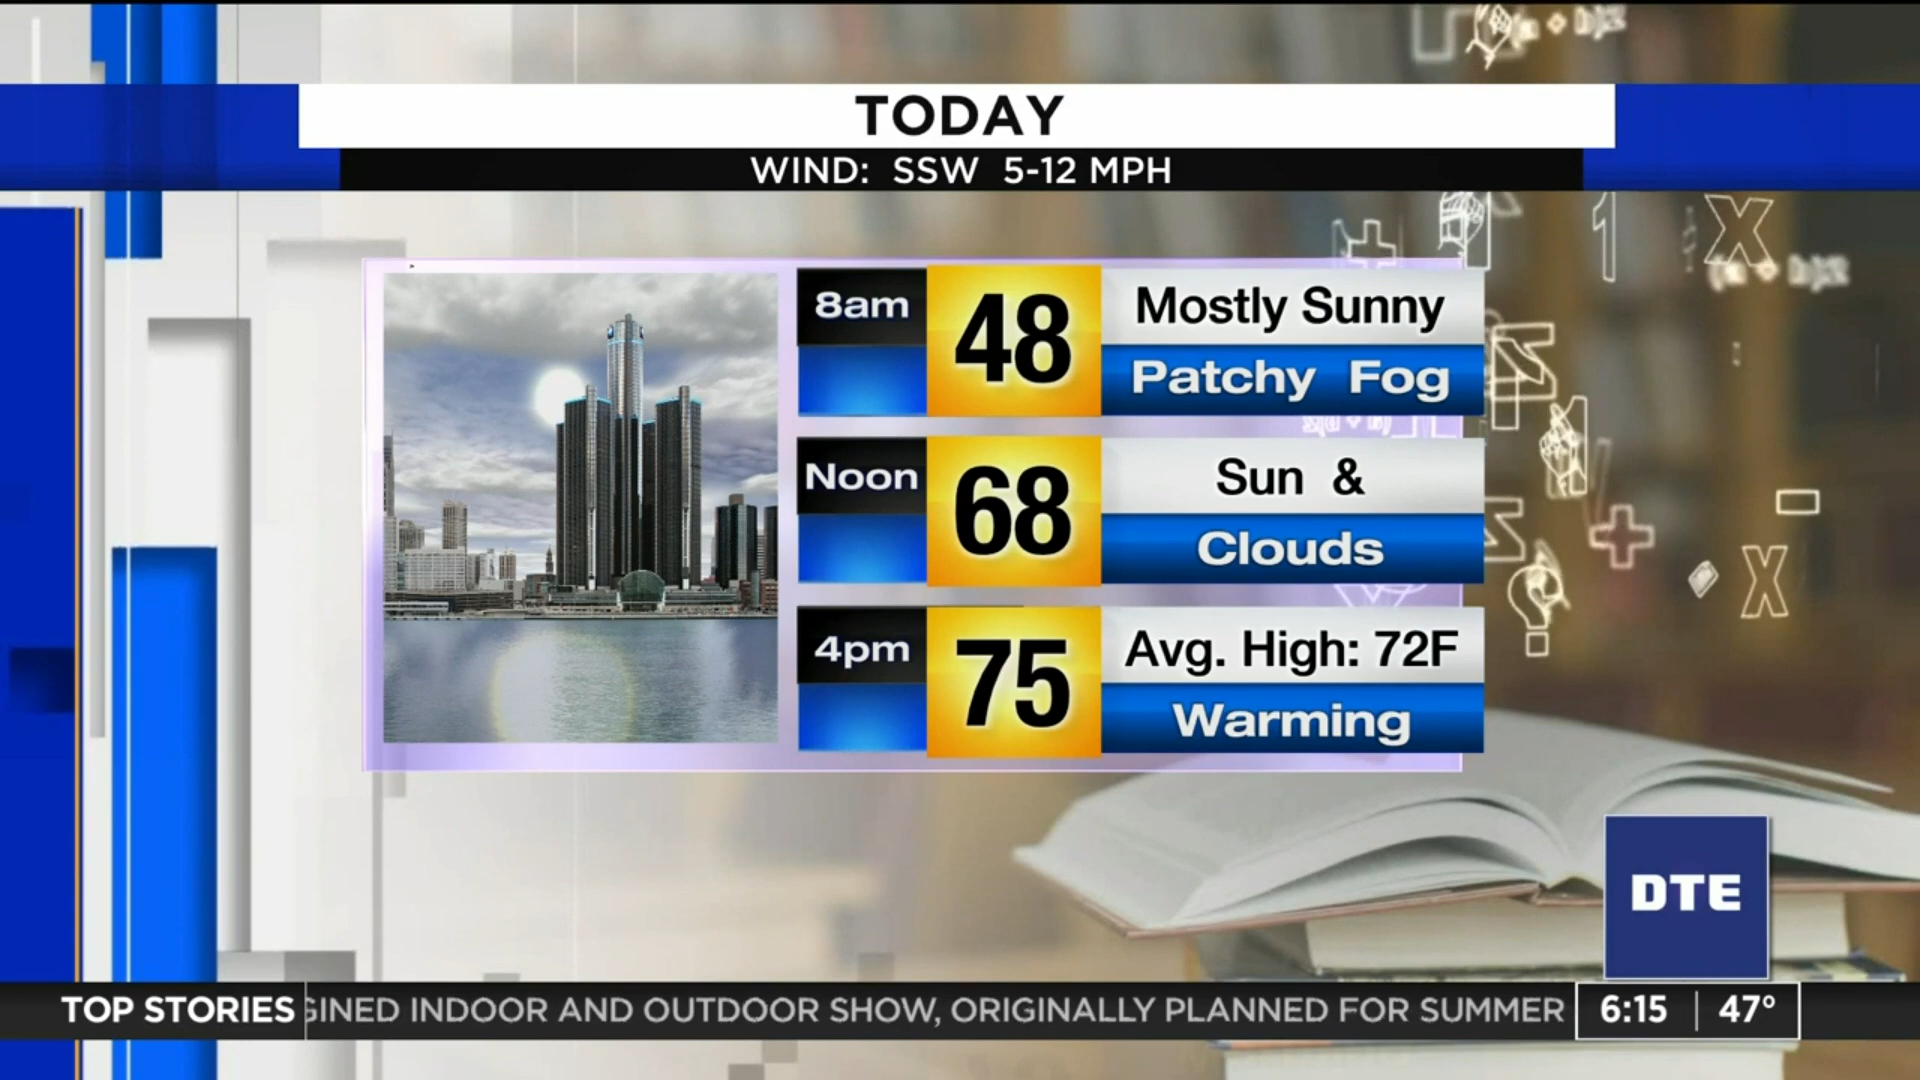 TODAY
WIND: SSW 5-12 MPH
8am
48
Mostly Sunny
Patchy Fog
Noon
68
Sun &
Clouds
4pm
75
Avg. High: 72F
Warming
DTE
TOP STORIES
GINED INDOOR AND OUTDOOR SHOW, ORIGINALLY PLANNED FOR SUMMER
6:15
47°